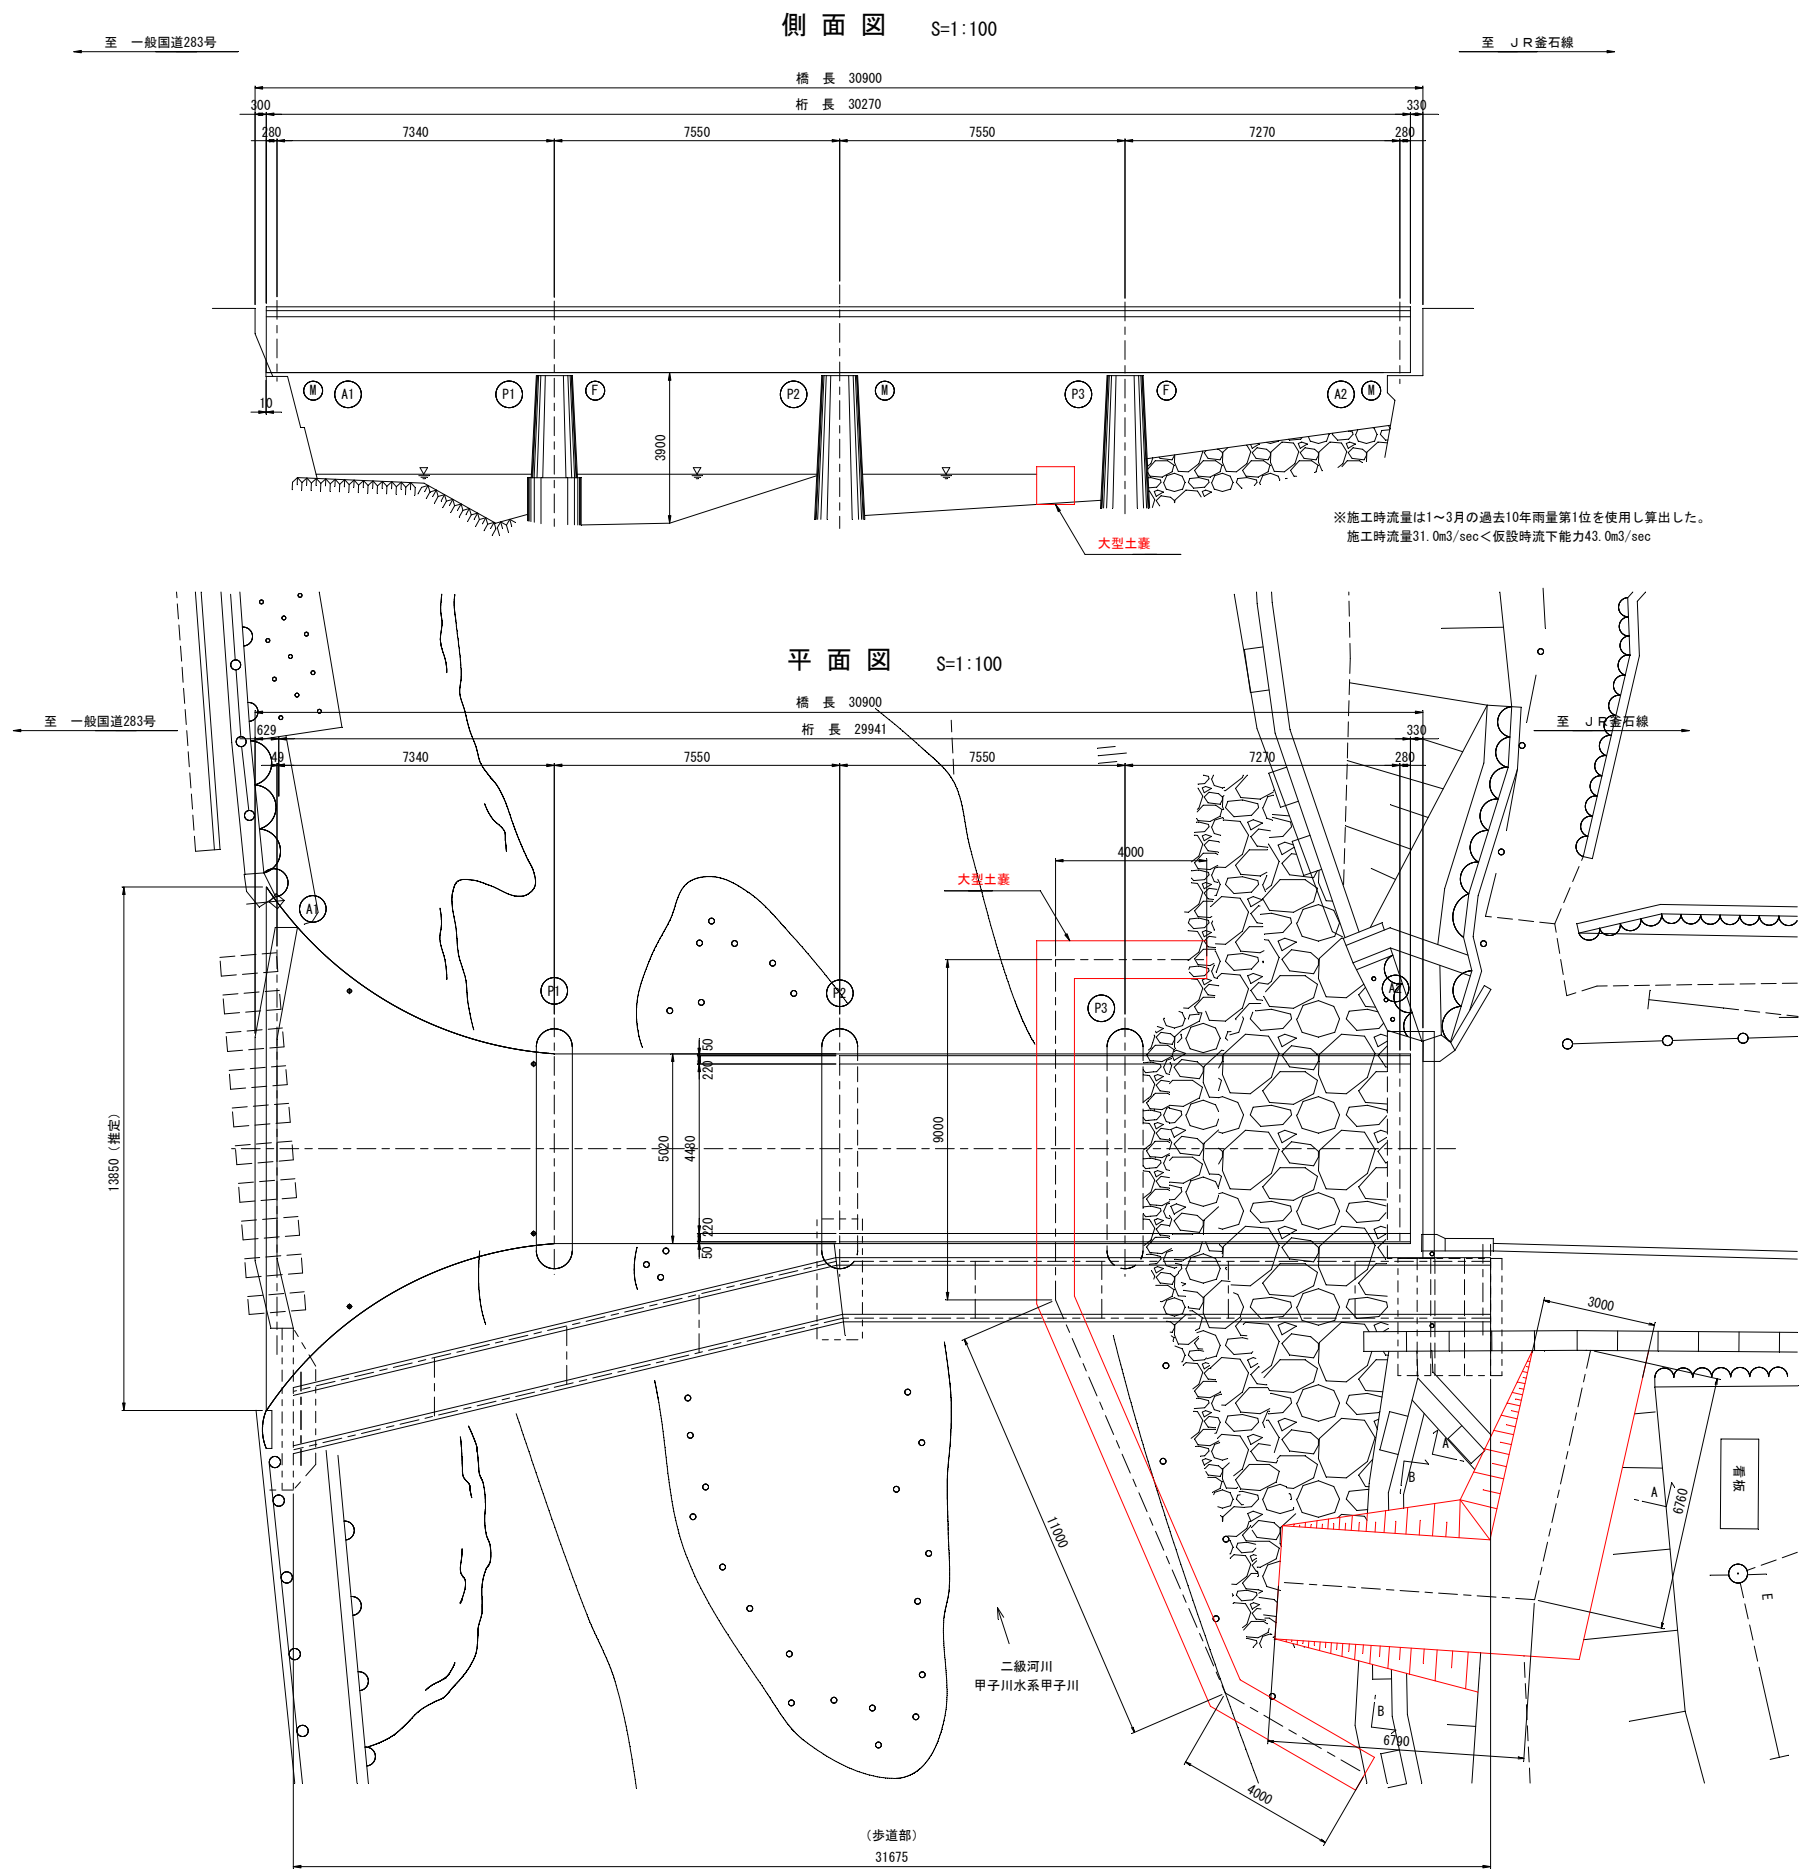 側面図 S=1:100
至 一般国道283号
至 JR釜石線
橋長 30900
300
桁長 30270
330
280
7340
7550
7550
7270
280
M
A1
P1
F
P2
M
P3
F
A2
M
10
3900
大型土嚢
※施工時流量は1～3月の過去10年雨量第1位を使用し算出した。
施工時流量31.0m3/sec＜仮設時流下能力43.0m3/sec
平面図 S=1:100
橋長 30900
至 一般国道283号
至 JR釜石線
629
桁長 29941
330
49
7340
7550
7550
7270
280
4000
大型土嚢
A1
P1
P2
P3
A2
50
220
13850(推定)
5020
4480
9000
220
50
3000
A
B
A
6760
看板
11000
E
二級河川
甲子川水系甲子川
B
6790
4000
(歩道部)
31675